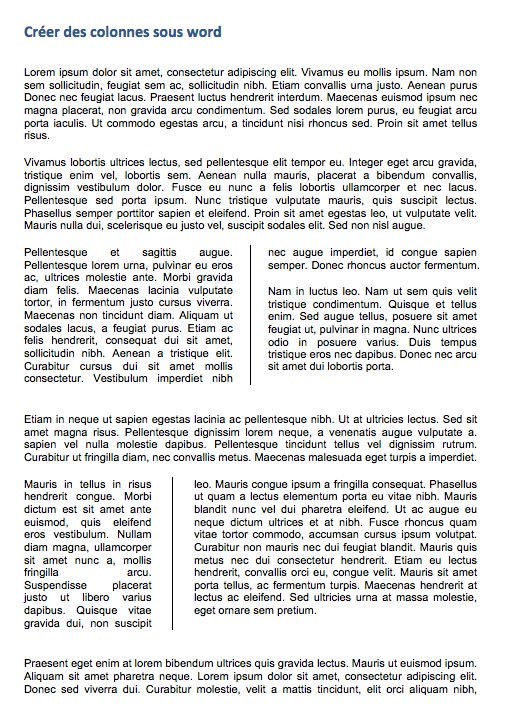 Créer des colonnes sous word
Lorem ipsum dolor sit amet, consectetur adipiscing elit. Vivamus eu mollis ipsum. Nam non
sem sollicitudin, feugiat sem ac, sollicitudin nibh. Etiam convallis urna justo. Aenean purus
Donec nec feugiat lacus. Praesent luctus hendrerit interdum. Maecenas euismod ipsum nec
magna placerat, non gravida arcu condimentum. Sed sodales lorem purus, eu feugiat arcu
porta iaculis. Ut commodo egestas arcu, a tincidunt nisi rhoncus sed. Proin sit amet tellus
risus.
Vivamus lobortis ultrices lectus, sed pellentesque elit tempor eu. Integer eget arcu gravida,
tristique enim vel, lobortis sem. Aenean nulla mauris, placerat a bibendum convallis,
dignissim vestibulum dolor. Fusce eu nunc a felis lobortis ullamcorper et nec lacus.
Pellentesque sed porta ipsum. Nunc tristique vulputate mauris, quis suscipit lectus.
Phasellus semper porttitor sapien et eleifend. Proin sit amet egestas leo, ut vulputate velit.
Mauris nulla dui, scelerisque eu justo vel, suscipit sodales elit. Sed non nisl augue.
Pellentesque et sagittis augue.
Pellentesque lorem urna, pulvinar eu eros
ac, ultrices molestie ante. Morbi gravida
diam felis. Maecenas lacinia vulputate
tortor, in fermentum justo cursus viverra.
Maecenas non tincidunt diam. Aliquam ut
sodales lacus, a feugiat purus. Etiam ac
felis hendrerit, consequat dui sit amet,
sollicitudin nibh. Aenean a tristique elit.
Curabitur cursus dui sit amet mollis
consectetur. Vestibulum imperdiet nibh
nec augue imperdiet, id congue sapien
semper. Donec rhoncus auctor fermentum.
Nam in luctus leo. Nam ut sem quis velit
tristique condimentum. Quisque et tellus
enim. Sed augue tellus, posuere sit amet
feugiat ut, pulvinar in magna. Nunc ultrices
odio in posuere varius. Duis tempus
tristique eros nec dapibus. Donec nec arcu
sit amet dui lobortis porta.
Etiam in neque ut sapien egestas lacinia ac pellentesque nibh. Ut at ultricies lectus. Sed sit
amet magna risus. Pellentesque dignissim lorem neque, a venenatis augue vulputate a.
sapien vel nulla molestie dapibus. Pellentesque tincidunt tellus vel dignissim rutrum.
Curabitur ut fringilla diam, nec convallis metus. Maecenas malesuada eget turpis a imperdiet.
Mauris in tellus in risus
hendrerit congue. Morbi
dictum est sit amet ante
euismod, quis eleifend
eros vestibulum. Nullam
diam magna, ullamcorper
sit amet nunc a, mollis
fringilla arcu.
Suspendisse placerat
justo ut libero varius
dapibus. Quisque vitae
gravida dui, non suscipit
leo. Mauris congue ipsum a fringilla consequat. Phasellus
ut quam a lectus elementum porta eu vitae nibh. Mauris
blandit nunc vel dui pharetra eleifend. Ut ac augue eu
neque dictum ultrices et at nibh. Fusce rhoncus quam
vitae tortor commodo, accumsan cursus ipsum volutpat.
Curabitur non mauris nec dui feugiat blandit. Mauris quis
metus nec dui consectetur hendrerit. Etiam eu lectus
hendrerit, convallis orci eu, congue velit. Mauris sit amet
porta tellus, ac fermentum turpis. Maecenas hendrerit at
lectus ac eleifend. Sed ultricies urna at massa molestie,
eget ornare sem pretium.
Praesent eget enim at lorem bibendum ultrices quis gravida lectus. Mauris ut euismod ipsum.
Aliquam sit amet pharetra neque. Lorem ipsum dolor sit amet, consectetur adipiscing elit.
Donec sed viverra dui. Curabitur molestie, velit a mattis tincidunt, elit orci aliquam nibh,